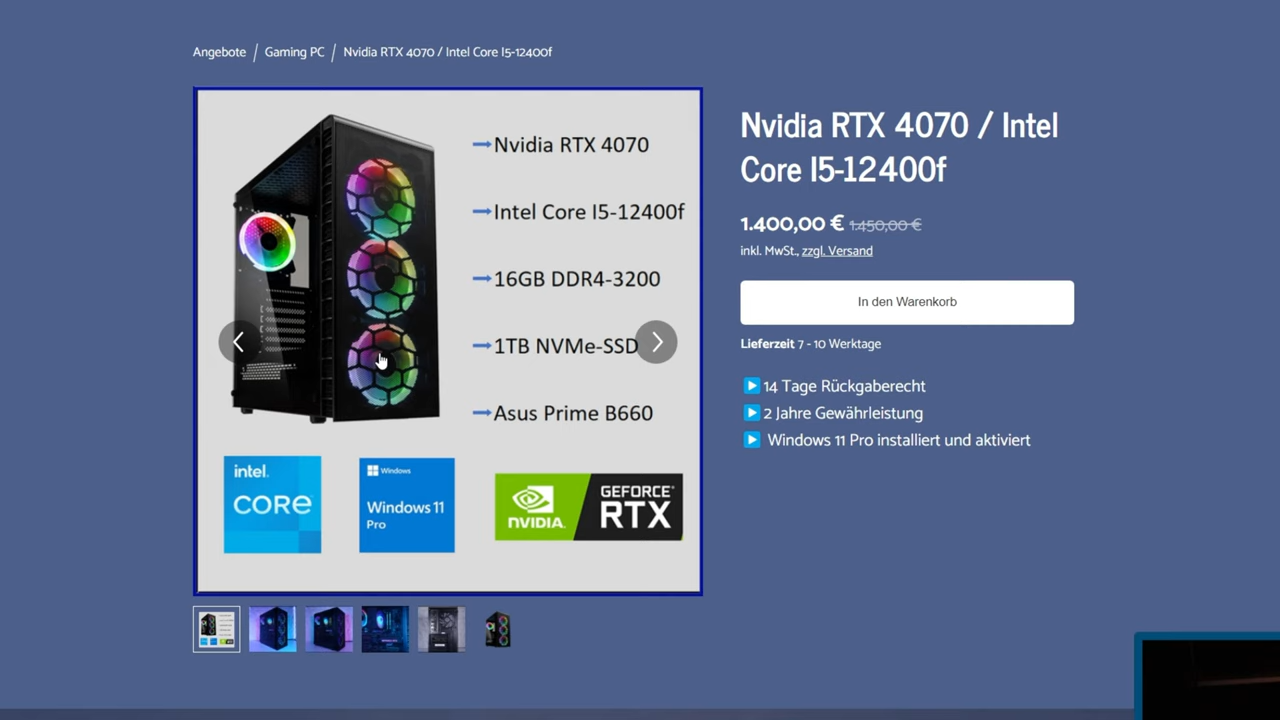 Angebote / Gaming PC / Nvidia RTX 4070 / Intel Core I5-12400f
Nvidia RTX 4070
Intel Core I5-12400f
16GB DDR4-3200
1TB NVMe-SSD
Asus Prime B660
intel.
CORE
Windows
Windows 11
Pro
NVIDIA.
GEFORCE
RTX
Nvidia RTX 4070 / Intel
Core I5-12400f
1.400,00 € 1.450,00 €
inkl. MwSt., zzgl. Versand
In den Warenkorb
Lieferzeit 7 - 10 Werktage
14 Tage Rückgaberecht
2 Jahre Gewährleistung
Windows 11 Pro installiert und aktiviert